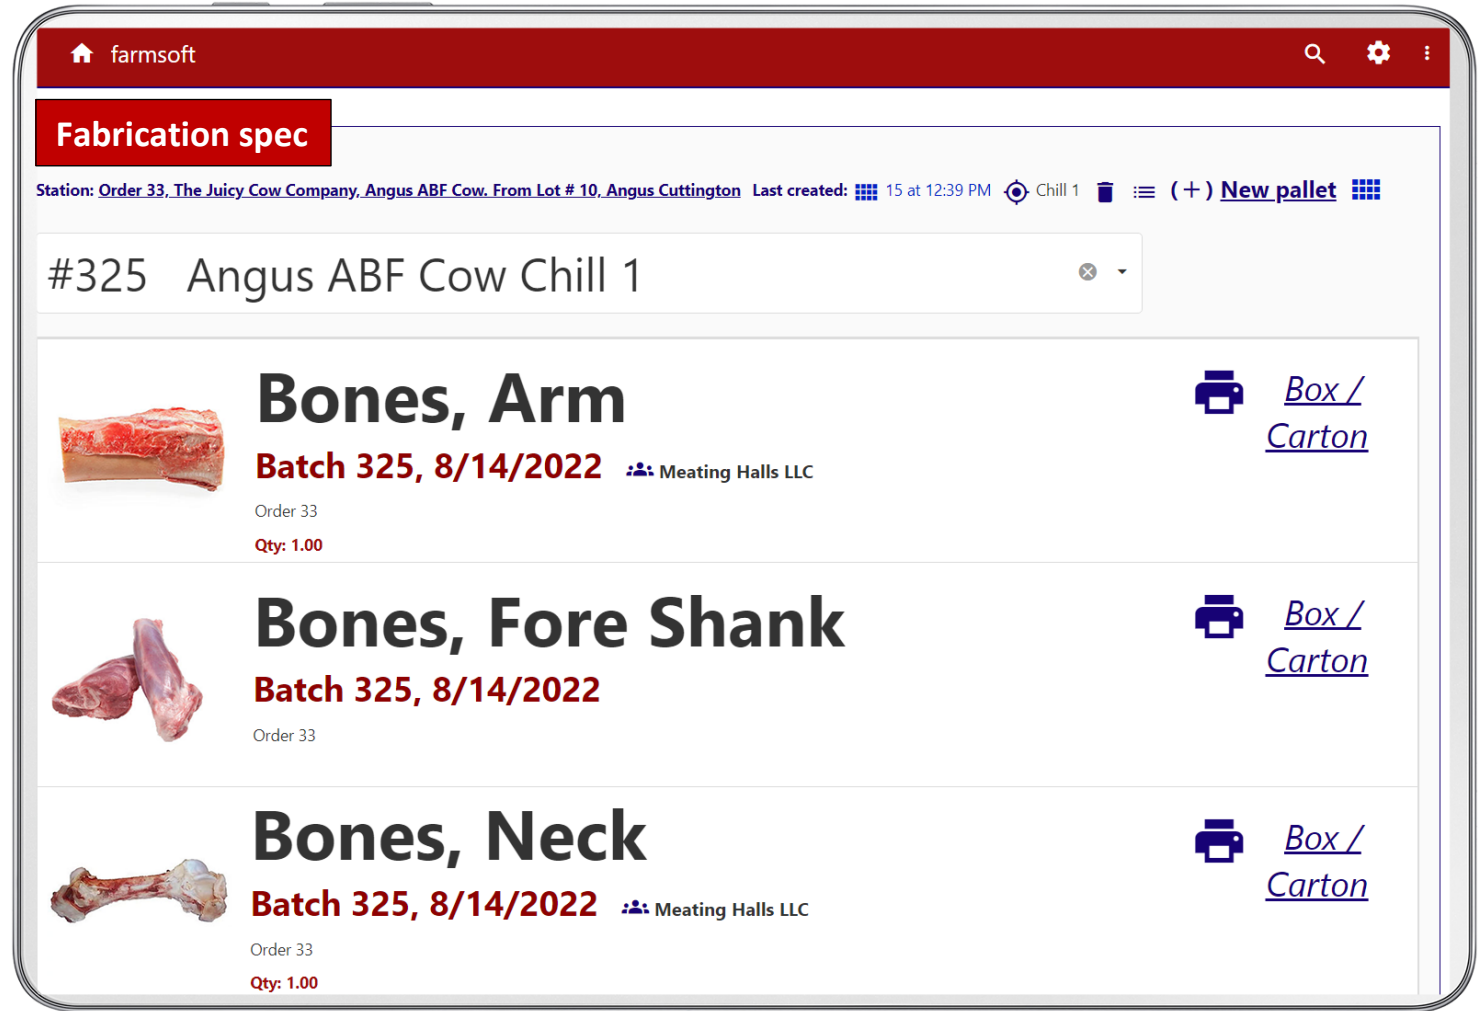 farmsoft
Fabrication spec
Station: Order 33, The Juicy Cow Company, Angus ABF Cow. From Lot # 10, Angus Cuttington Last created: 15 at 12:39 PM Chill 1 (+) New pallet
#325 Angus ABF Cow Chill 1
Bones, Arm
Box / Carton
Batch 325, 8/14/2022 Meating Halls LLC
Order 33
Qty: 1.00
Bones, Fore Shank
Box / Carton
Batch 325, 8/14/2022
Order 33
Bones, Neck
Box / Carton
Batch 325, 8/14/2022 Meating Halls LLC
Order 33
Qty: 1.00